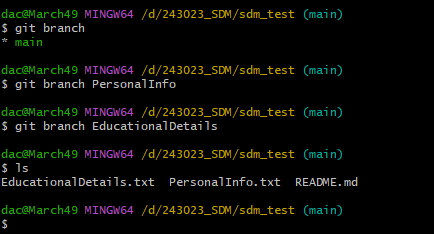 dac@March49 MINGW64 /d/243023_SDM/sdm_test (main)
$ git branch
* main
dac@March49 MINGW64 /d/243023_SDM/sdm_test (main)
$ git branch PersonalInfo
dac@March49 MINGW64 /d/243023_SDM/sdm_test (main)
$ git branch EducationalDetails
dac@March49 MINGW64 /d/243023_SDM/sdm_test (main)
$ ls
EducationalDetails.txt  PersonalInfo.txt  README.md
dac@March49 MINGW64 /d/243023_SDM/sdm_test (main)
$